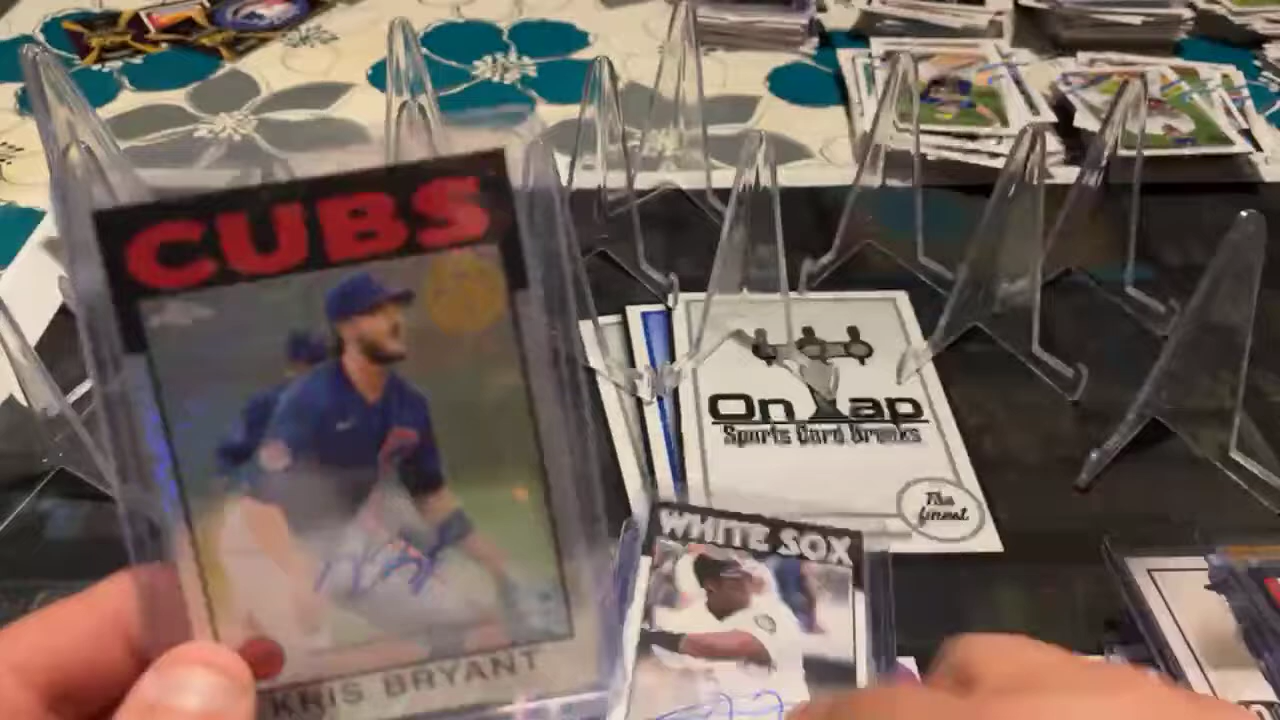 CUBS
KRIS BRYANT
On Tap
Sports Card Breaks
The
finest
WHITE SOX